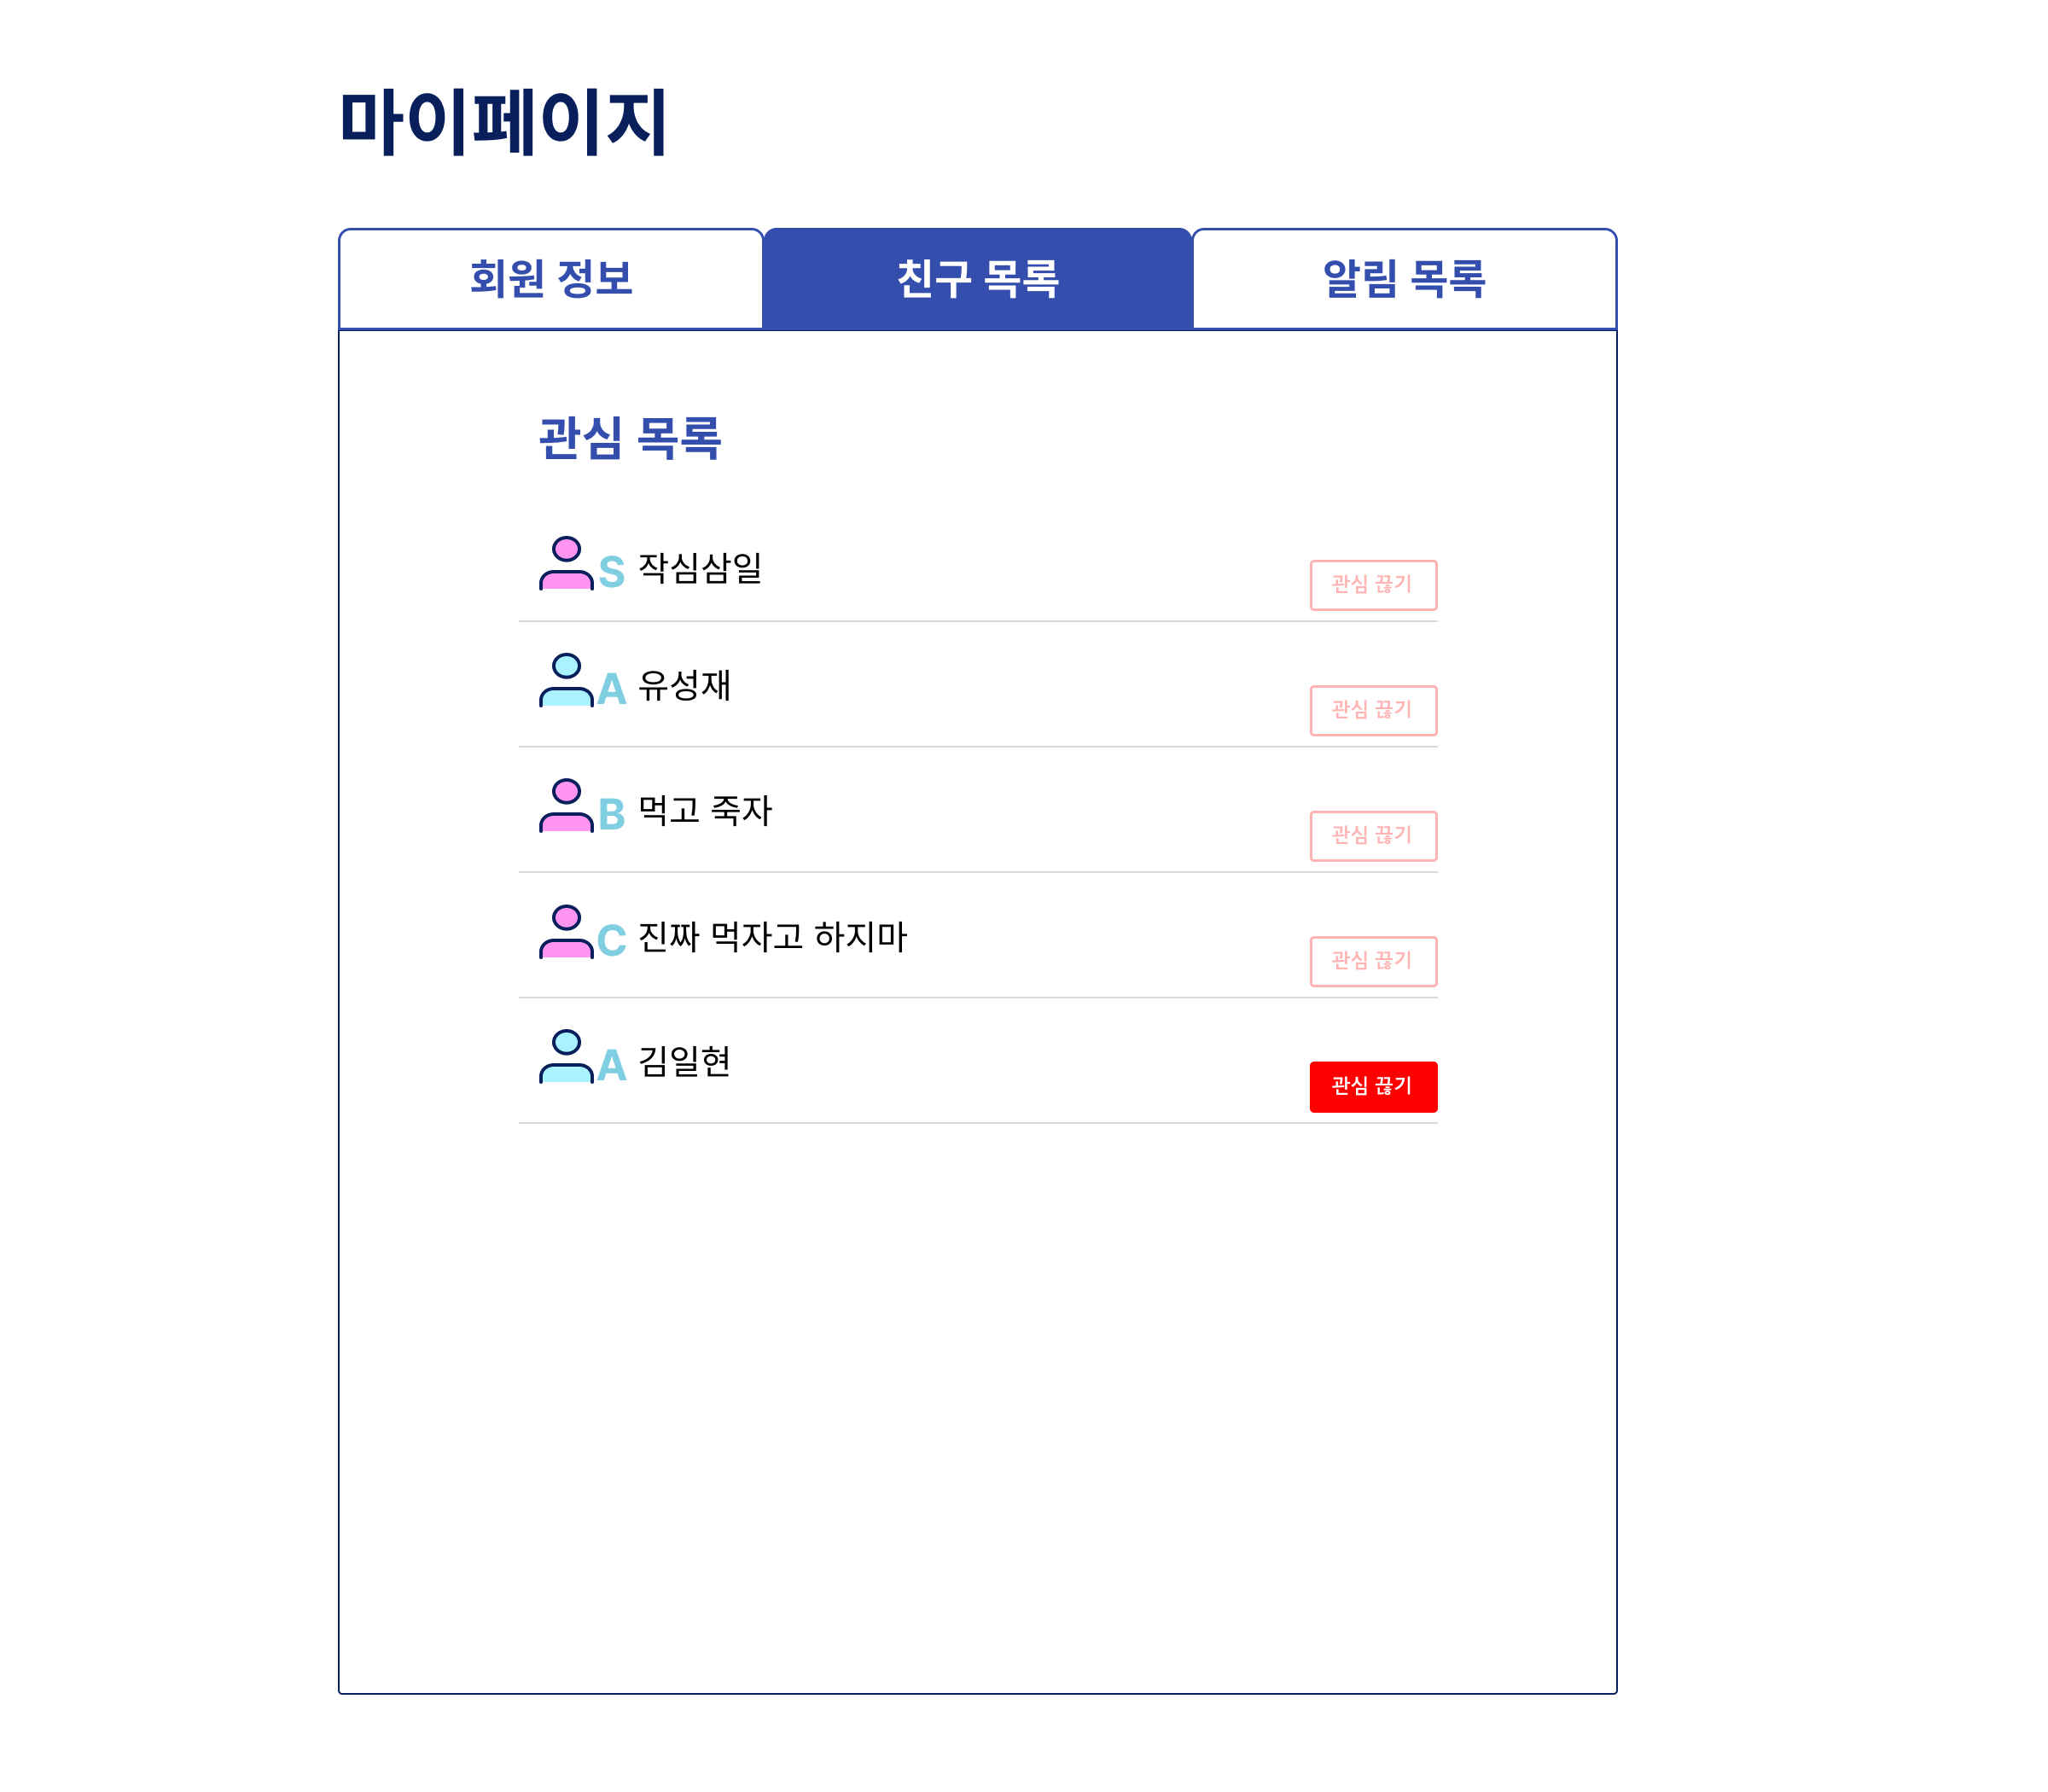 마이페이지
회원 정보 친구 목록 알림 목록
관심 목록
S 작심삼일
관심 끊기
A 유성재
관심 끊기
B 먹고 죽자
관심 끊기
C 진짜 먹자고 하지마
관심 끊기
A 김일현
관심 끊기